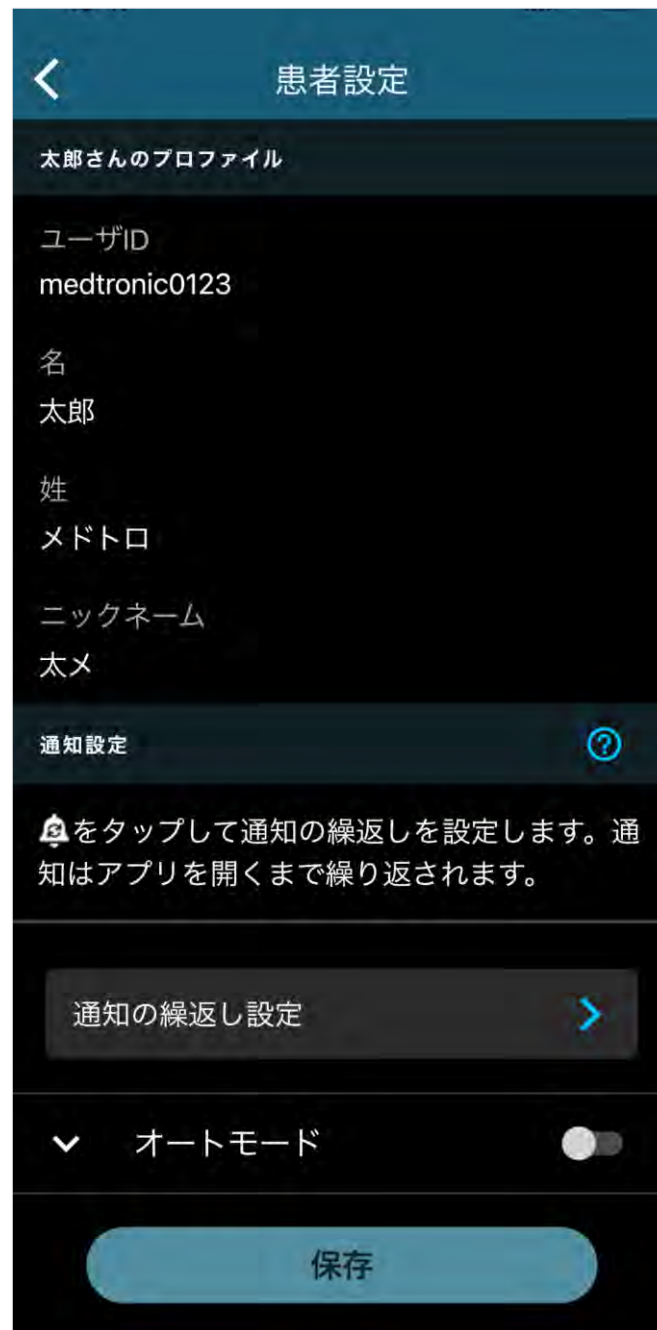 患者設定
太郎さんのプロファイル
ユーザID
medtronic0123
名
太郎
姓
メドトロ
ニックネーム
太メ
通知設定
?
をタップして通知の繰返しを設定します。通
知はアプリを開くまで繰り返されます。
通知の繰返し設定
オートモード
保存